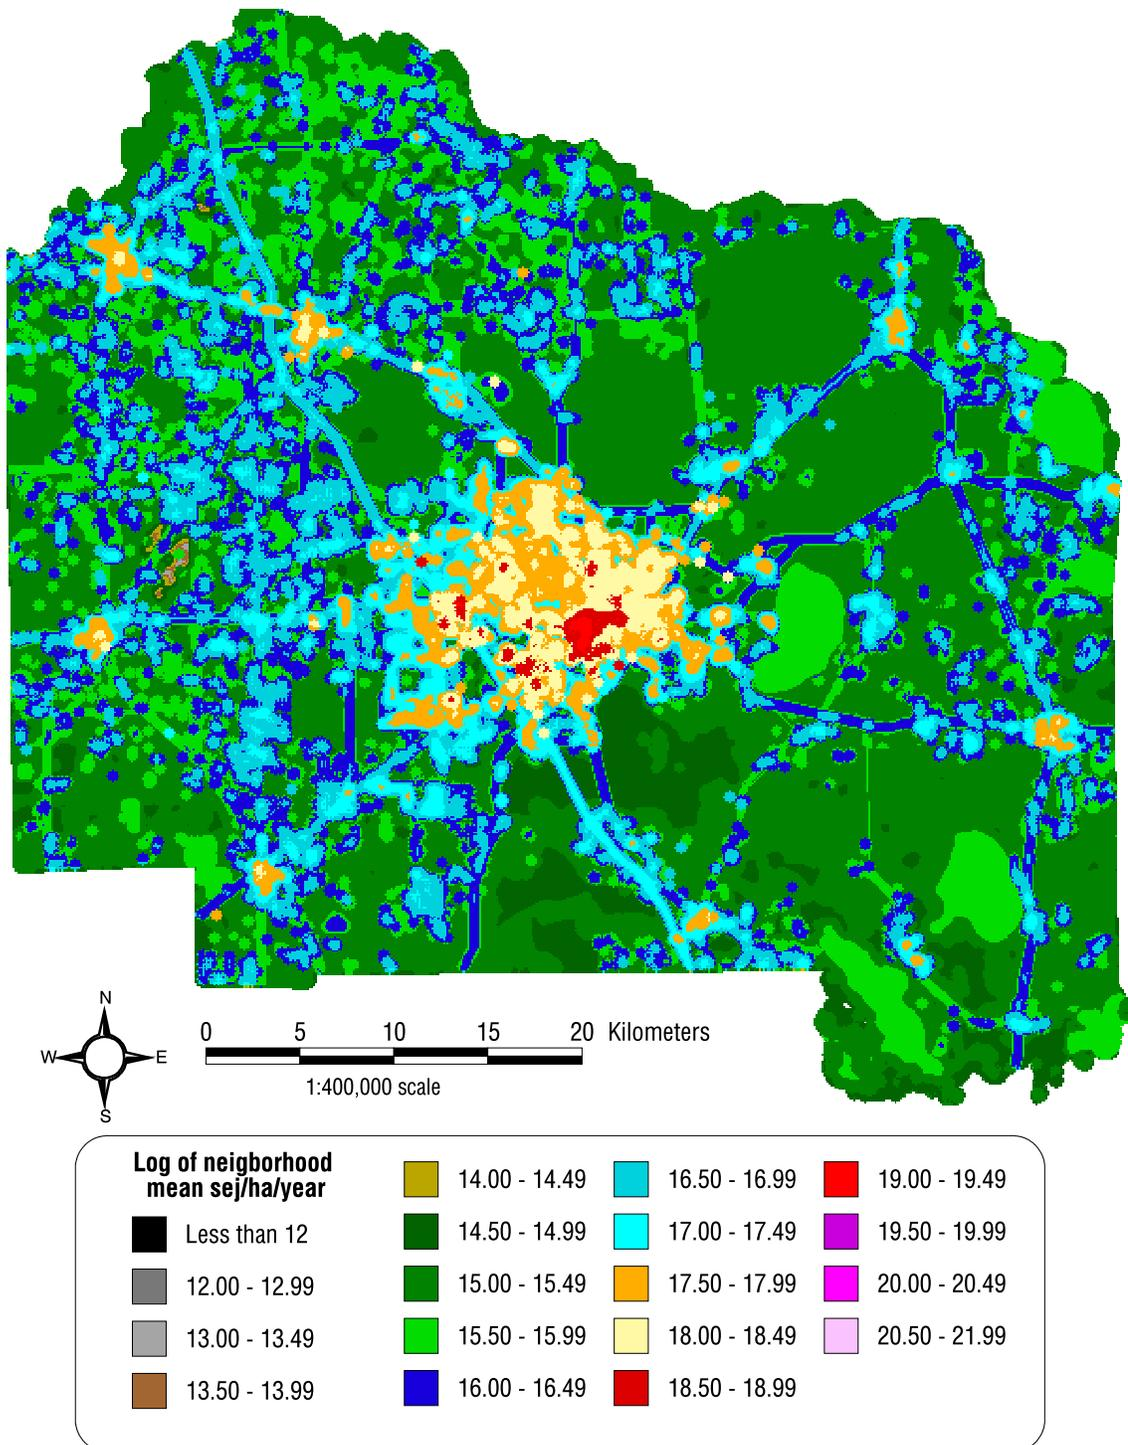 N
W E
S
0 5 10 15 20 Kilometers
1:400,000 scale
Log of neigborhood
mean sej/ha/year
Less than 12
12.00 - 12.99
13.00 - 13.49
13.50 - 13.99
14.00 - 14.49
14.50 - 14.99
15.00 - 15.49
15.50 - 15.99
16.00 - 16.49
16.50 - 16.99
17.00 - 17.49
17.50 - 17.99
18.00 - 18.49
18.50 - 18.99
19.00 - 19.49
19.50 - 19.99
20.00 - 20.49
20.50 - 21.99